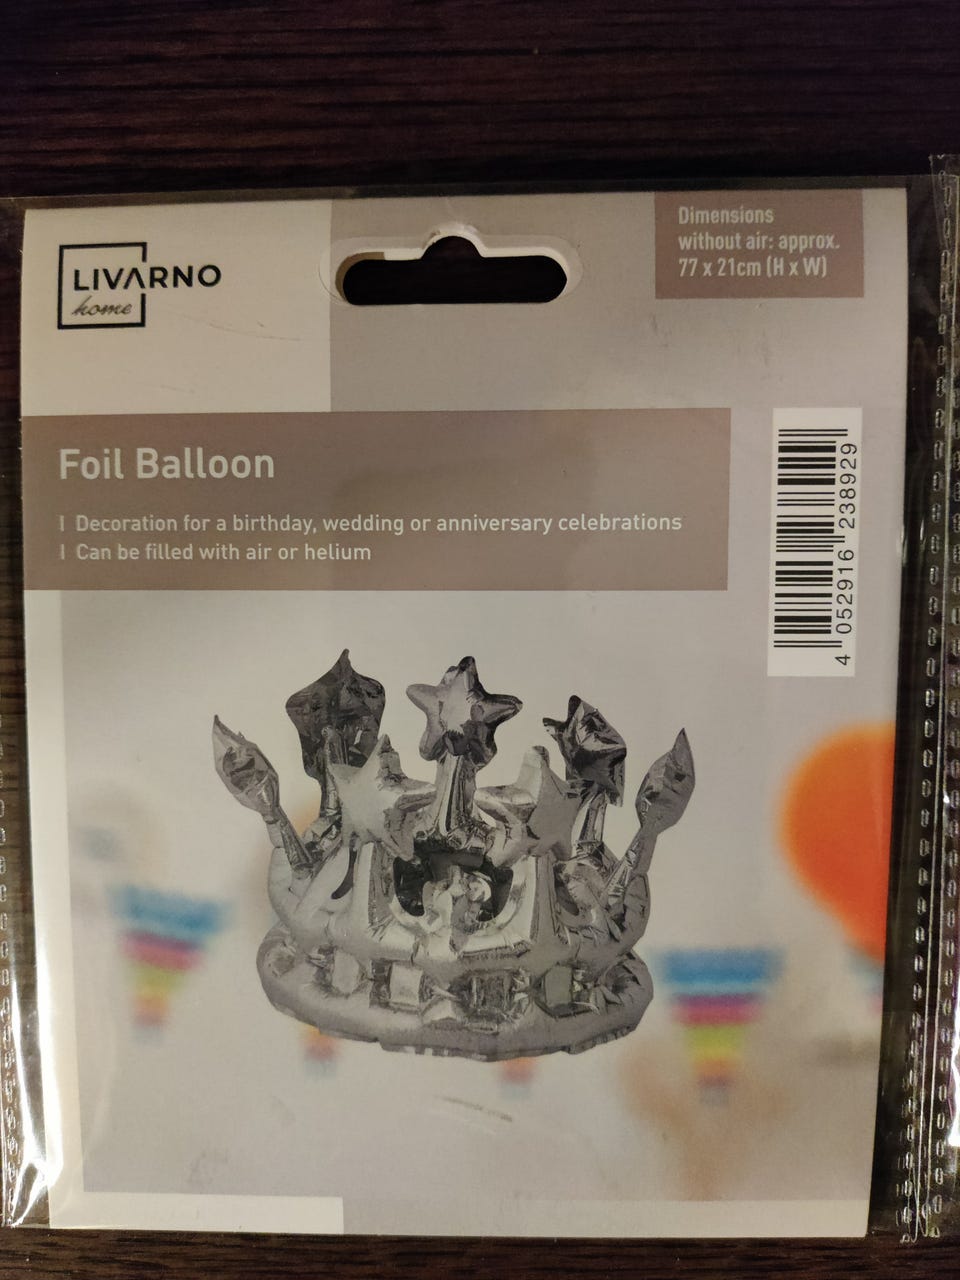 LIVARNO
home
Dimensions
without air: approx.
77 x 21cm (H x W)
Foil Balloon
I Decoration for a birthday, wedding or anniversary celebrations
I Can be filled with air or helium
4 052916 238929